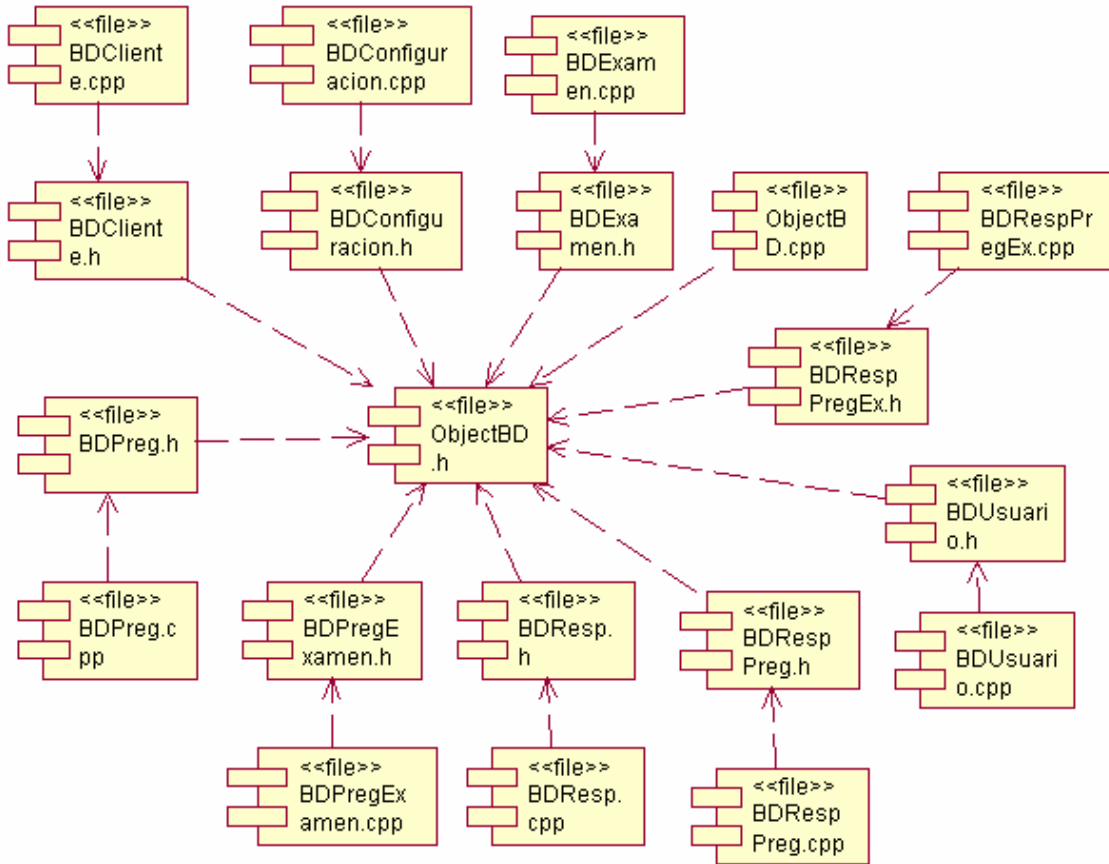 <<file>>
BDClient
e.cpp
<<file>>
BDConfigur
acion.cpp
<<file>>
BDExam
en.cpp
<<file>>
BDClient
e.h
<<file>>
BDConfigu
racion.h
<<file>>
BDExa
men.h
<<file>>
ObjectB
D.cpp
<<file>>
BDRespPr
egEx.cpp
<<file>>
BDResp
PregEx.h
<<file>>
BDPreg.h
<<file>>
ObjectBD
.h
<<file>>
BDUsuari
o.h
<<file>>
BDPreg.c
pp
<<file>>
BDPregE
xamen.h
<<file>>
BDResp.
h
<<file>>
BDResp
Preg.h
<<file>>
BDUsuari
o.cpp
<<file>>
BDPregEx
amen.cpp
<<file>>
BDResp.
cpp
<<file>>
BDResp
Preg.cpp